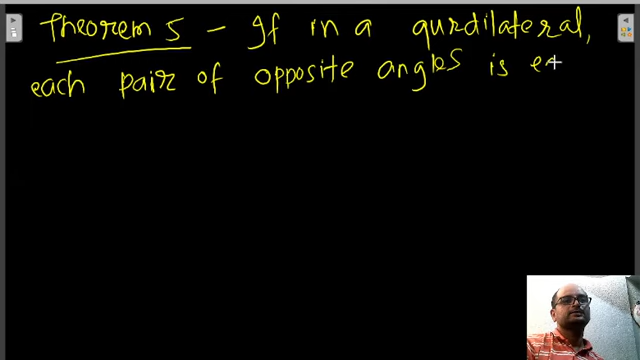 Theorem 5 - If in a qurdilateral,
each pair of opposite angles is